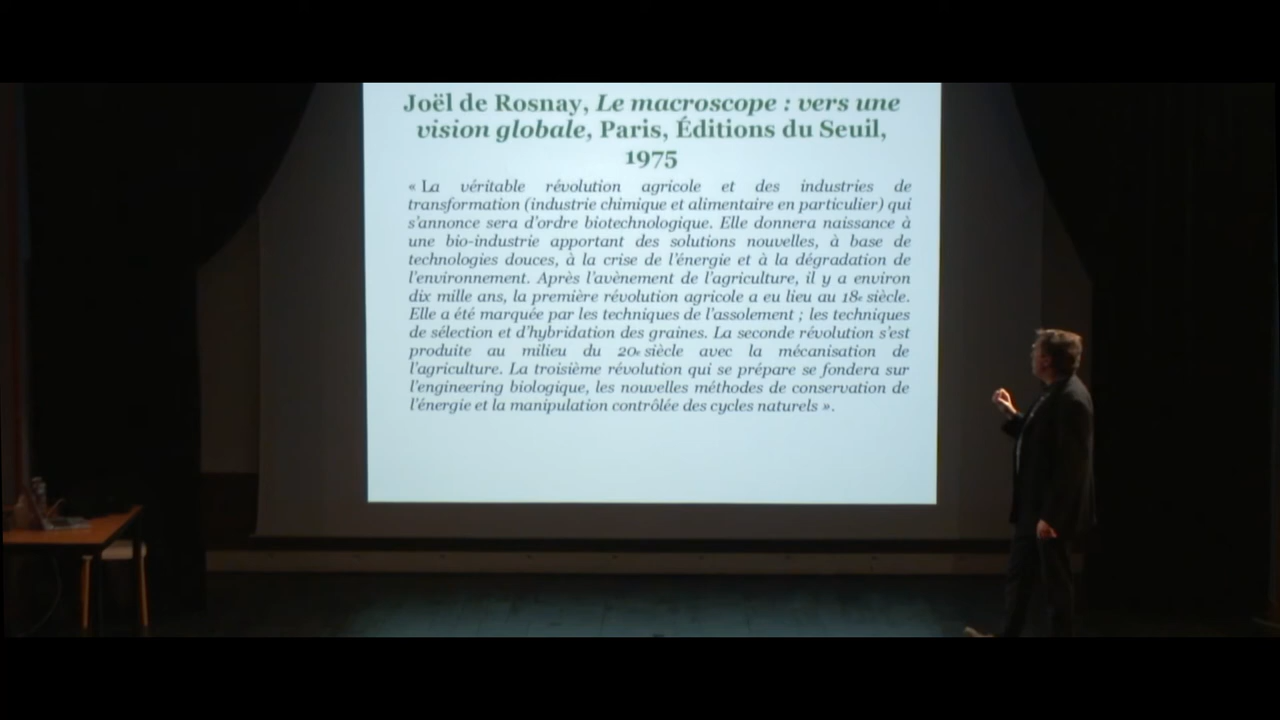 Joël de Rosnay, Le macroscope : vers une
vision globale, Paris, Éditions du Seuil,
1975
« La véritable révolution agricole et des industries de
transformation (industrie chimique et alimentaire en particulier) qui
s'annonce sera d'ordre biotechnologique. Elle donnera naissance à
une bio-industrie apportant des solutions nouvelles, à base de
technologies douces, à la crise de l'énergie et à la dégradation de
l'environnement. Après l'avènement de l'agriculture, il y a environ
dix mille ans, la première révolution agricole a eu lieu au 18e siècle.
Elle a été marquée par les techniques de l'assolement ; les techniques
de sélection et d'hybridation des graines. La seconde révolution s'est
produite au milieu du 20e siècle avec la mécanisation de
l'agriculture. La troisième révolution qui se prépare se fondera sur
l'engineering biologique, les nouvelles méthodes de conservation de
l'énergie et la manipulation contrôlée des cycles naturels ».